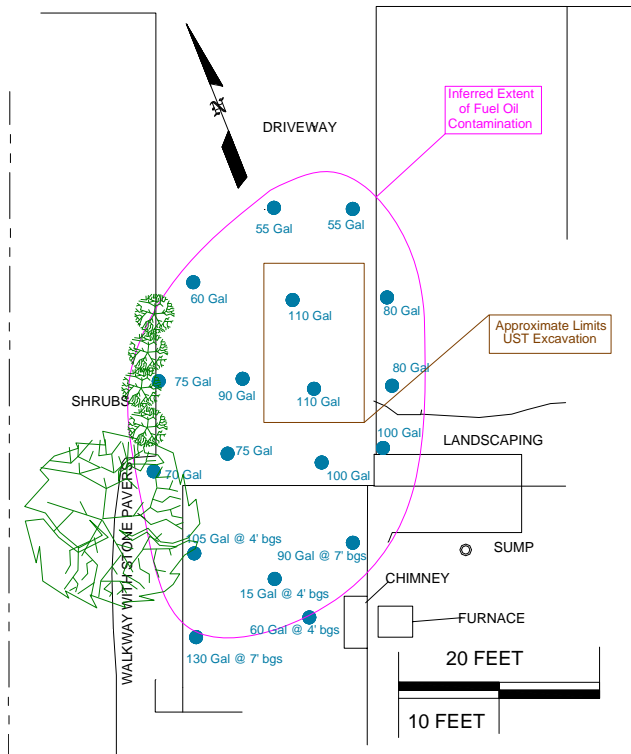 Inferred Extent
of Fuel Oil
Contamination
N
DRIVEWAY
55 Gal
55 Gal
60 Gal
110 Gal
80 Gal
Approximate Limits
UST Excavation
75 Gal
90 Gal
110 Gal
80 Gal
SHRUBS
75 Gal
100 Gal
100 Gal
LANDSCAPING
70 Gal
WALKWAY WITH STONE PAVERS
105 Gal @ 4' bgs
90 Gal @ 7' bgs
SUMP
15 Gal @ 4' bgs
CHIMNEY
60 Gal @ 4' bgs
FURNACE
130 Gal @ 7' bgs
20 FEET
10 FEET